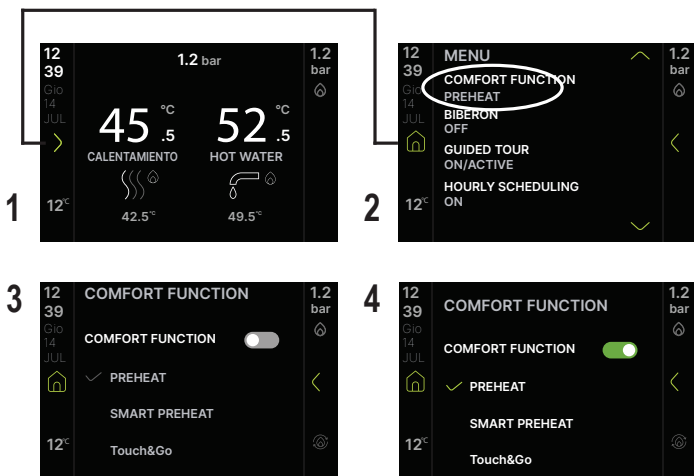 1
12
39
Gio
14
JUL
12°C
1.2 bar
45.5 °C
CALENTAMIENTO
42.5°C
52.5 °C
HOT WATER
49.5°C
1.2
bar
2
12
39
Gio
14
JUL
12°C
MENU
COMFORT FUNCTION
PREHEAT
BIBERON
OFF
GUIDED TOUR
ON/ACTIVE
HOURLY SCHEDULING
ON
1.2
bar
3
12
39
Gio
14
JUL
12°C
COMFORT FUNCTION
COMFORT FUNCTION
PREHEAT
SMART PREHEAT
Touch&Go
1.2
bar
4
12
39
Gio
14
JUL
12°C
COMFORT FUNCTION
COMFORT FUNCTION
PREHEAT
SMART PREHEAT
Touch&Go
1.2
bar